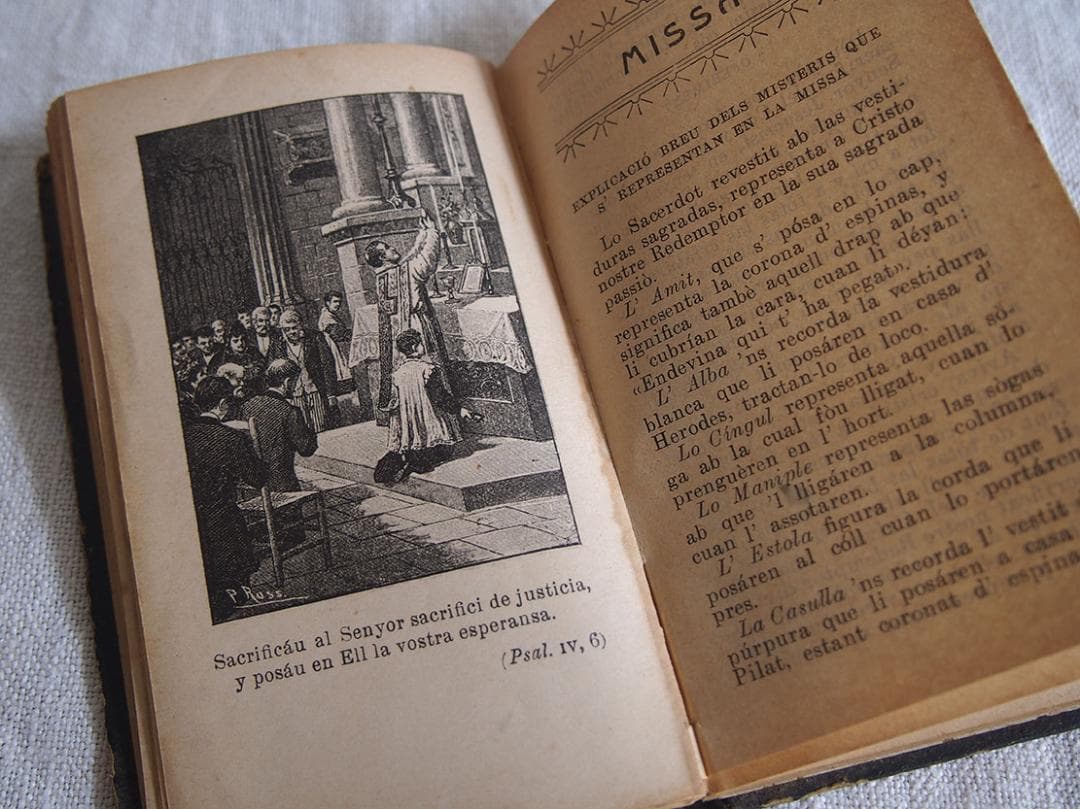 P. Russ.
Sacrificáu al Senyor sacrifici de justicia,
y posáu en Ell la vostra esperansa.
(Psal. IV, 6)
MISSA
EXPLICACIÓ BREU DELS MISTERIS QUE
S' REPRESENTAN EN LA MISSA
Lo Sacerdot revestit ab las vesti-
duras sagradas, representa a Cristo
nostre Redemptor en la sua sagrada
passiò.
L' Amit, que s' pósa en lo cap,
representa la corona d' espinas, y
significa tambè aquell drap ab que
li cubrían la cara, cuan li déyan:
«Endevina qui t' ha pegat».
L' Alba 'ns recorda la vestidura
blanca que li posáren en casa d'
Herodes, tractan-lo de loco.
Lo Cíngul representa aquella sò-
ga ab la cual fòu lligat, cuan lo
prenguèren en l' hort.
Lo Maniple representa las sògas
ab que 'l lligáren a la columna,
cuan l' assotáren.
L' Estola figura la corda que li
posáren al cóll cuan lo portáren
pres.
La Casulla 'ns recorda l' vestit
púrpura que li posáren a casa
Pilat, estant coronat d' espina